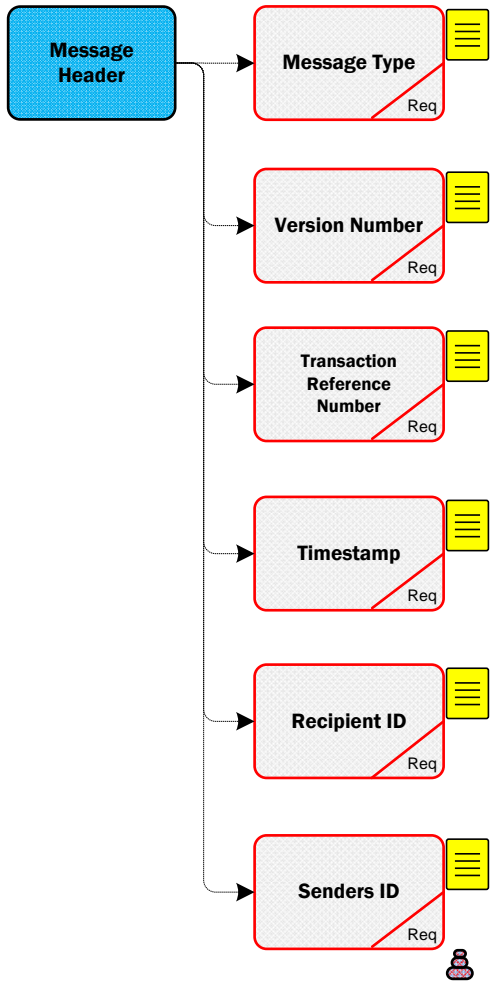 Message
Header
Message Type
Req
Version Number
Req
Transaction
Reference
Number
Req
Timestamp
Req
Recipient ID
Req
Senders ID
Req